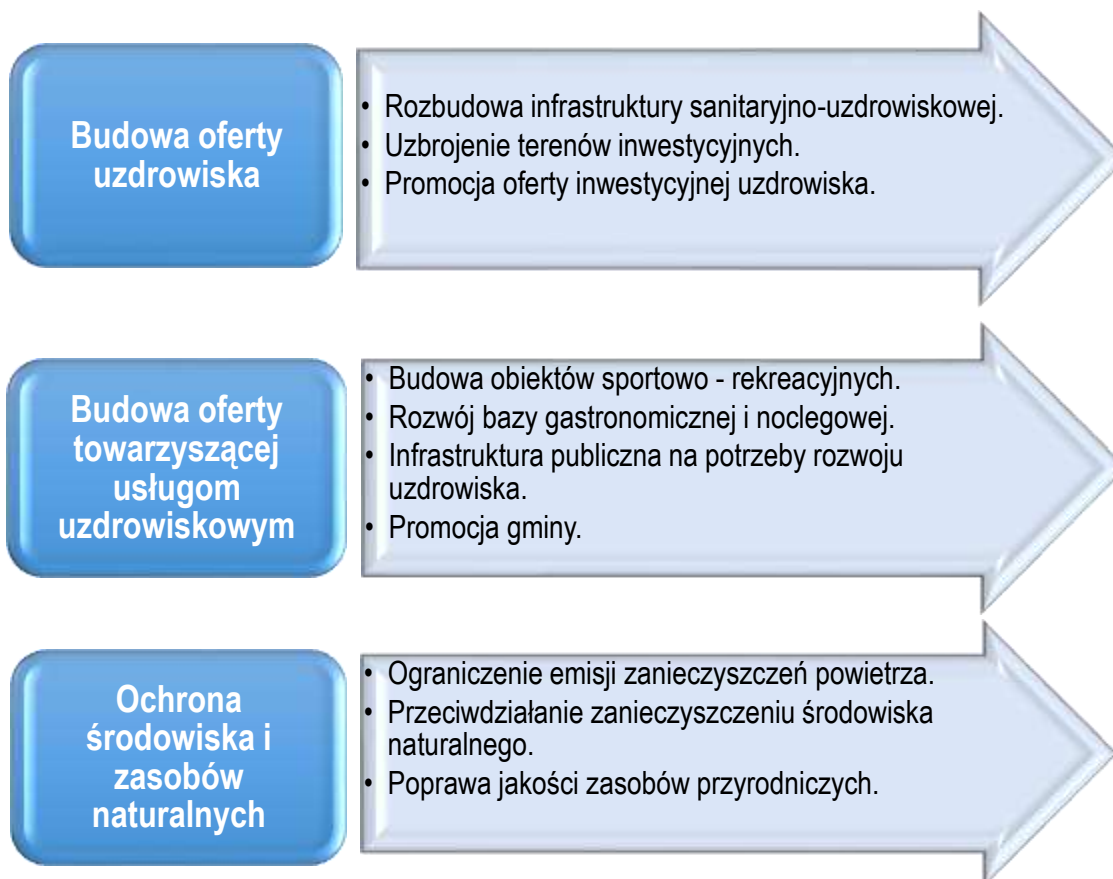 Budowa oferty
uzdrowiska
• Rozbudowa infrastruktury sanitaryjno-uzdrowiskowej.
• Uzbrojenie terenów inwestycyjnych.
• Promocja oferty inwestycyjnej uzdrowiska.
Budowa oferty
towarzyszącej
usługom
uzdrowiskowym
• Budowa obiektów sportowo - rekreacyjnych.
• Rozwój bazy gastronomicznej i noclegowej.
• Infrastruktura publiczna na potrzeby rozwoju
uzdrowiska.
• Promocja gminy.
Ochrona
środowiska i
zasobów
naturalnych
• Ograniczenie emisji zanieczyszczeń powietrza.
• Przeciwdziałanie zanieczyszczeniu środowiska
naturalnego.
• Poprawa jakości zasobów przyrodniczych.